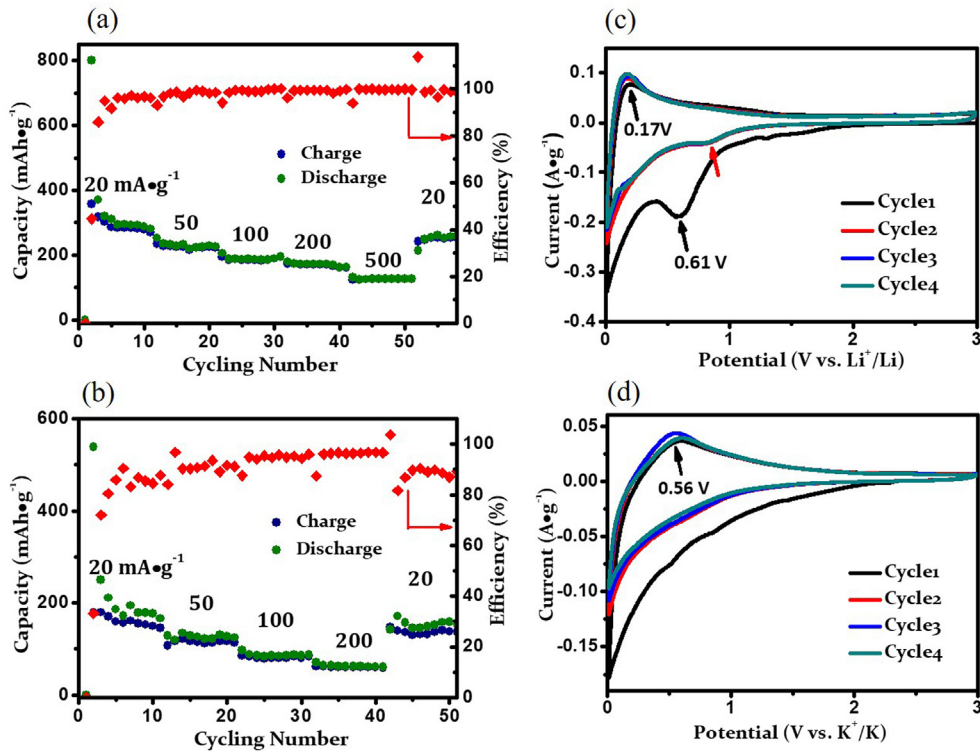 (a)
800
600
400
200
0
Capacity (mAh•g⁻¹)
20 mA•g⁻¹
50
100
200
500
20
Charge
Discharge
100
80
60
40
20
0
Efficiency (%)
0 10 20 30 40 50
Cycling Number
(c)
0.1
0.0
-0.1
-0.2
-0.3
-0.4
Current (A•g⁻¹)
0.17V
0.61 V
Cycle1
Cycle2
Cycle3
Cycle4
0 1 2 3
Potential (V vs. Li⁺/Li)
(b)
600
500
400
300
200
100
0
Capacity (mAh•g⁻¹)
20 mA•g⁻¹
50
100
200
20
Charge
Discharge
100
80
60
40
20
0
Efficiency (%)
0 10 20 30 40 50
Cycling Number
(d)
0.05
0.00
-0.05
-0.10
-0.15
Current (A•g⁻¹)
0.56 V
Cycle1
Cycle2
Cycle3
Cycle4
0 1 2 3
Potential (V vs. K⁺/K)